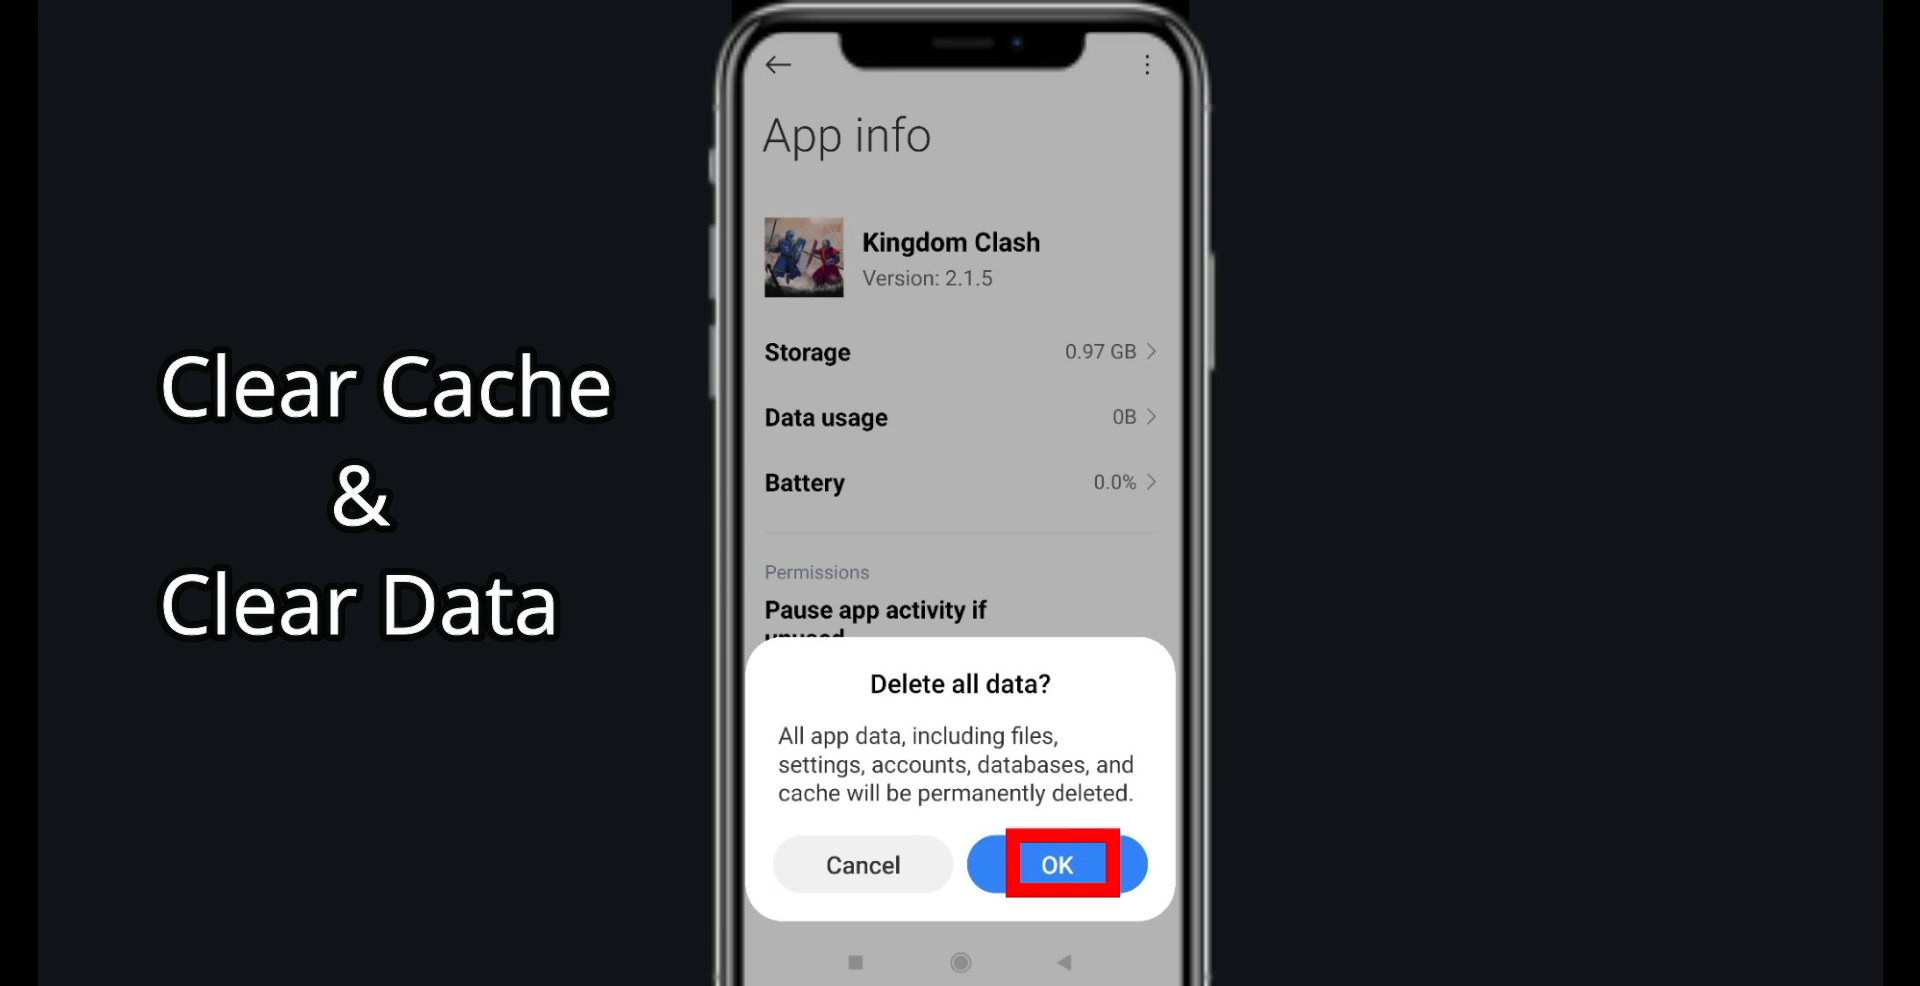 Clear Cache
&
Clear Data
App info
Kingdom Clash
Version: 2.1.5
Storage 0.97 GB
Data usage 0B
Battery 0.0%
Permissions
Pause app activity if
unused
Delete all data?
All app data, including files,
settings, accounts, databases, and
cache will be permanently deleted.
Cancel OK